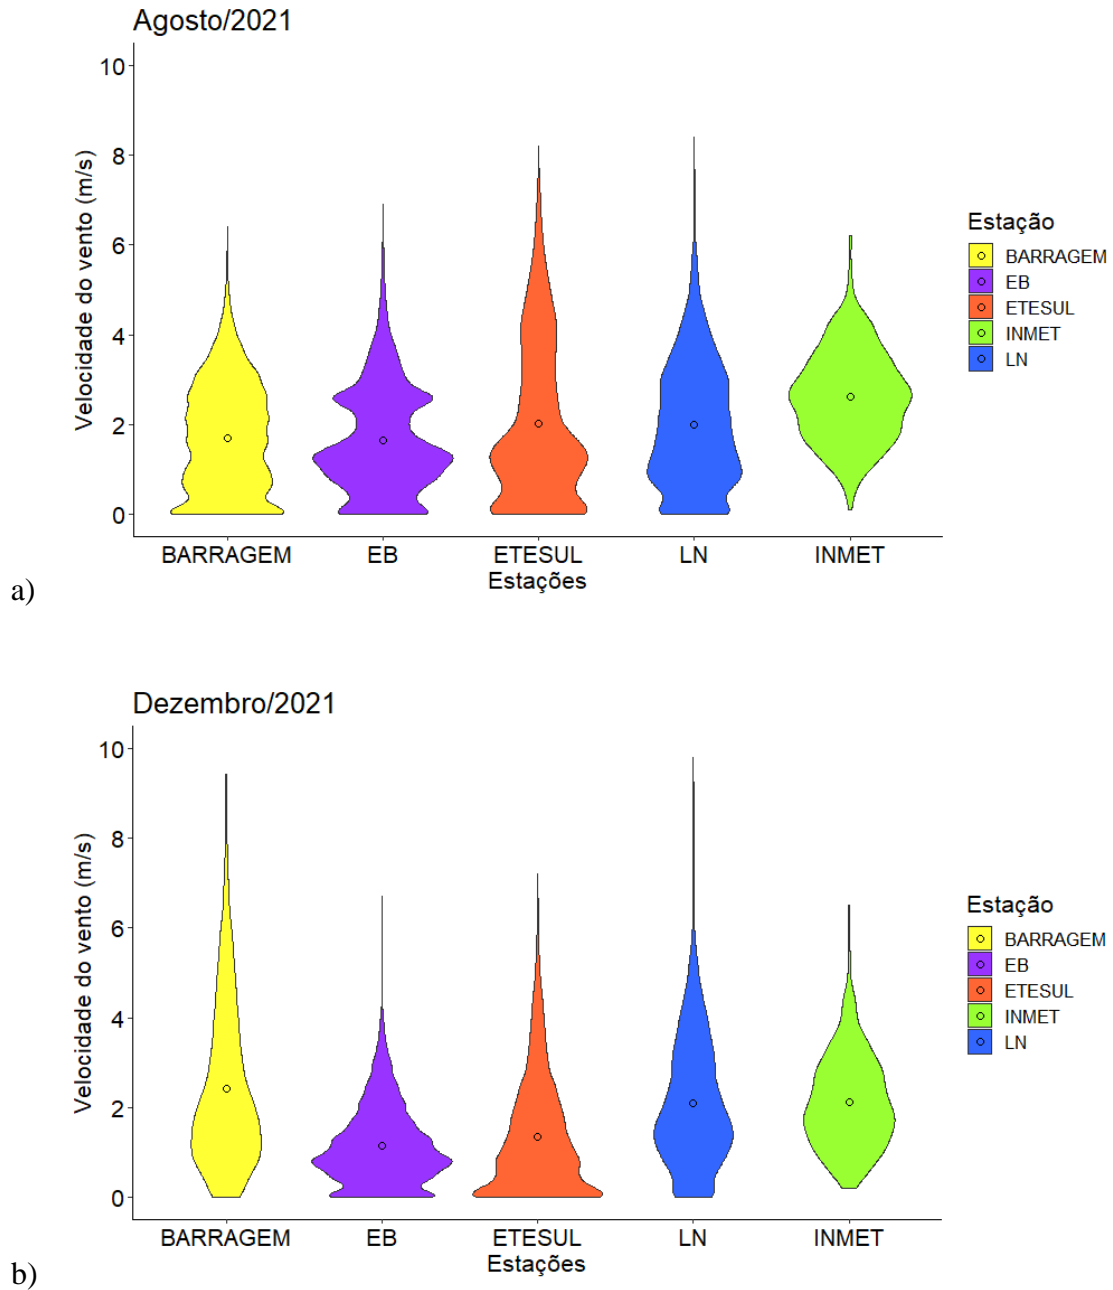 Agosto/2021
10
8
6
4
2
0
Velocidade do vento (m/s)
BARRAGEM EB ETESUL LN INMET
Estações
Estação
BARRAGEM
EB
ETESUL
INMET
LN
a)
Dezembro/2021
10
8
6
4
2
0
Velocidade do vento (m/s)
BARRAGEM EB ETESUL LN INMET
Estações
Estação
BARRAGEM
EB
ETESUL
INMET
LN
b)